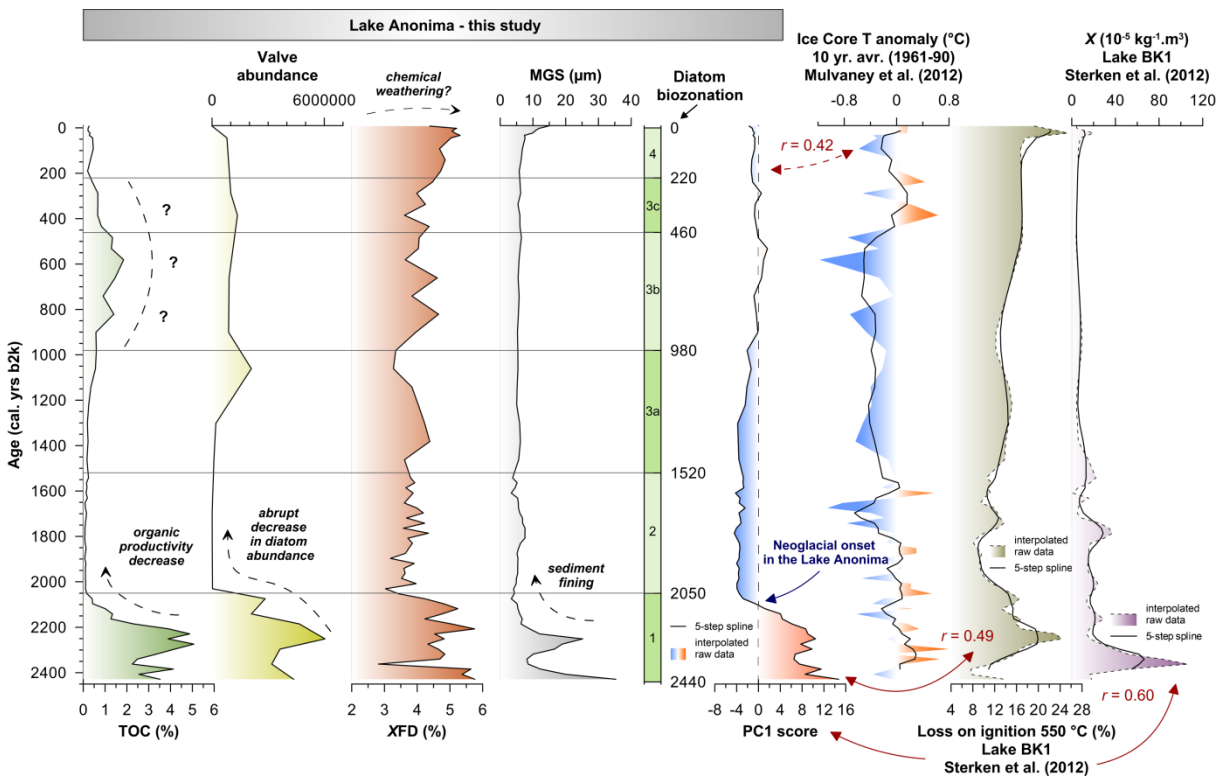 Lake Anonima - this study
Valve
abundance
0 6000000
chemical
weathering?
MGS (µm)
0 10 20 30 40
Diatom
biozonation
Ice Core T anomaly (°C)
10 yr. avr. (1961-90)
Mulvaney et al. (2012)
-0.8 0 0.8
X (10⁻⁵ kg⁻¹.m³)
Lake BK1
Sterken et al. (2012)
0 40 80 120
Age (cal. yrs b2k)
0
200
400
600
800
1000
1200
1400
1600
1800
2000
2200
2400
?
?
?
organic
productivity
decrease
abrupt
decrease
in diatom
abundance
sediment
fining
4
3c
3b
3a
2
1
0
220
460
980
1520
2050
2440
r = 0.42
Neoglacial onset
in the Lake Anonima
5-step spline
interpolated
raw data
interpolated
raw data
5-step spline
interpolated
raw data
5-step spline
r = 0.49
r = 0.60
0 1 2 3 4 5 6
TOC (%)
2 3 4 5 6
XFD (%)
-8 -4 0 4 8 12 16
PC1 score
4 8 12 16 20 24 28
Loss on ignition 550 °C (%)
Lake BK1
Sterken et al. (2012)